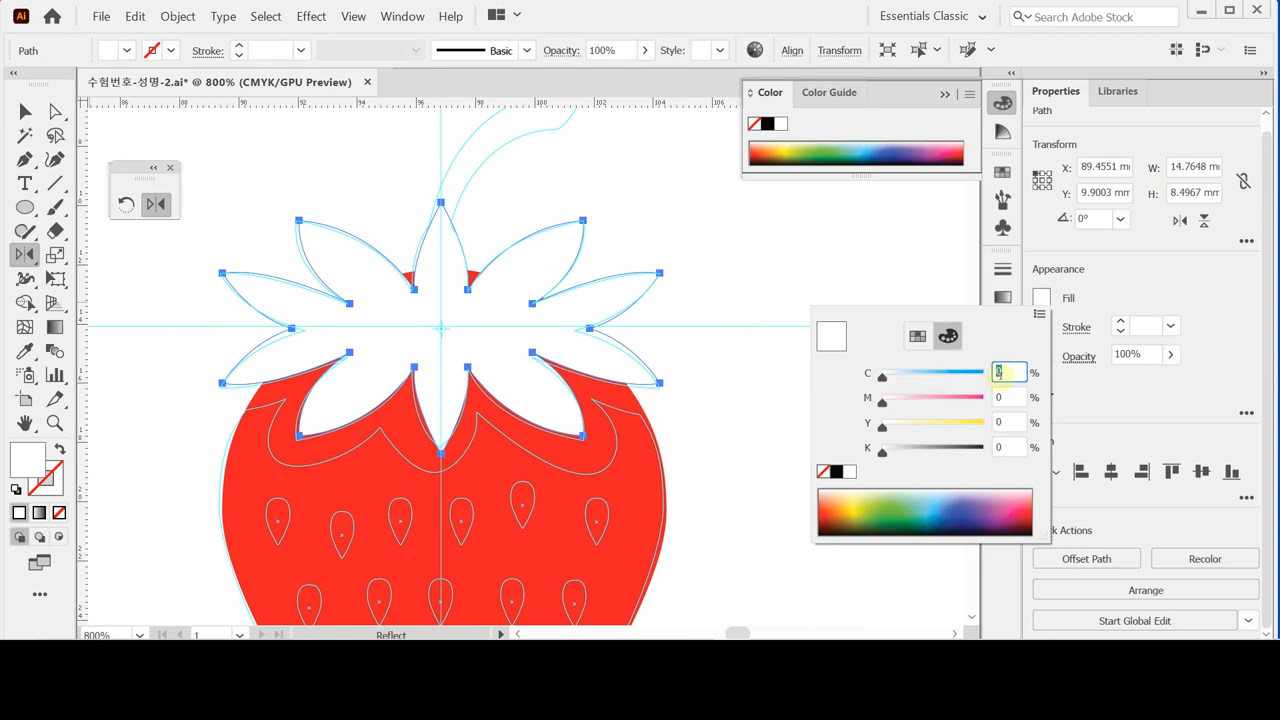 Ai File Edit Object Type Select Effect View Window Help Essentials Classic Search Adobe Stock
Path Stroke: Basic Opacity: 100% Style: Align Transform
수험번호-성명-2.ai* @ 800% (CMYK/GPU Preview)
Color Color Guide
Properties Libraries
Path
Transform
X: 89.4551 mm W: 14.7648 mm
Y: 9.9003 mm H: 8.4967 mm
0°
Appearance
Fill
Stroke
Opacity 100%
C 0 %
M 0 %
Y 0 %
K 0 %
Offset Path Recolor
Arrange
Start Global Edit
800% 1 Reflect